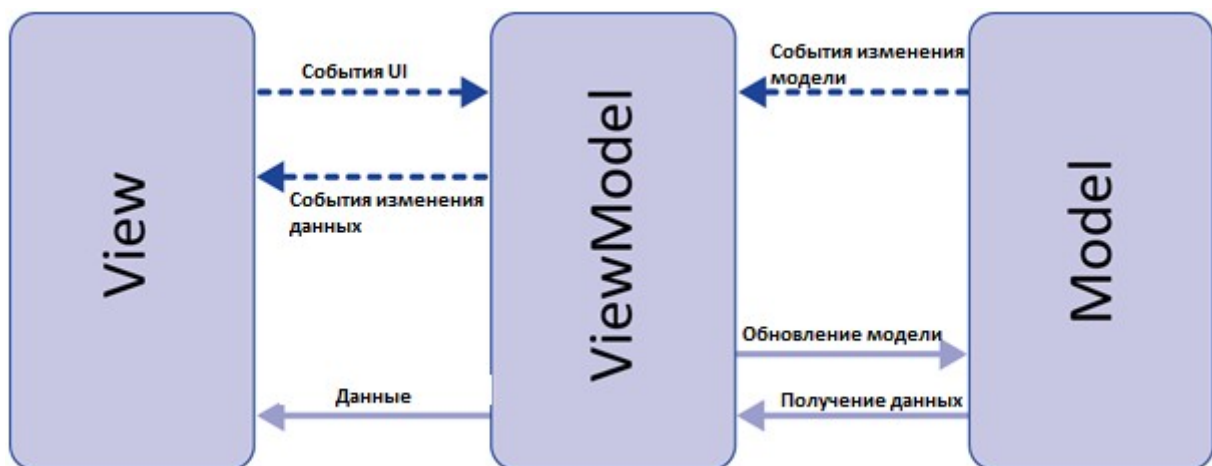 View
События UI
События изменения
данных
Данные
ViewModel
События изменения
модели
Обновление модели
Получение данных
Model